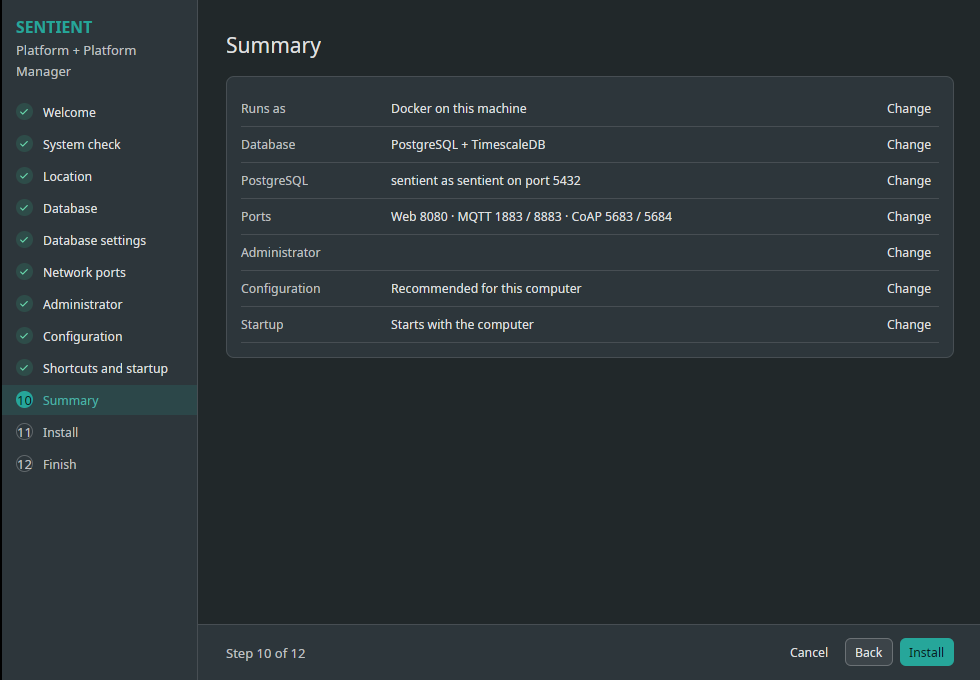 SENTIENT
Platform + Platform
Manager
Welcome
System check
Location
Database
Database settings
Network ports
Administrator
Configuration
Shortcuts and startup
10 Summary
11 Install
12 Finish
Summary
Runs as Docker on this machine Change
Database PostgreSQL + TimescaleDB Change
PostgreSQL sentient as sentient on port 5432 Change
Ports Web 8080 · MQTT 1883 / 8883 · CoAP 5683 / 5684 Change
Administrator Change
Configuration Recommended for this computer Change
Startup Starts with the computer Change
Step 10 of 12 Cancel Back Install